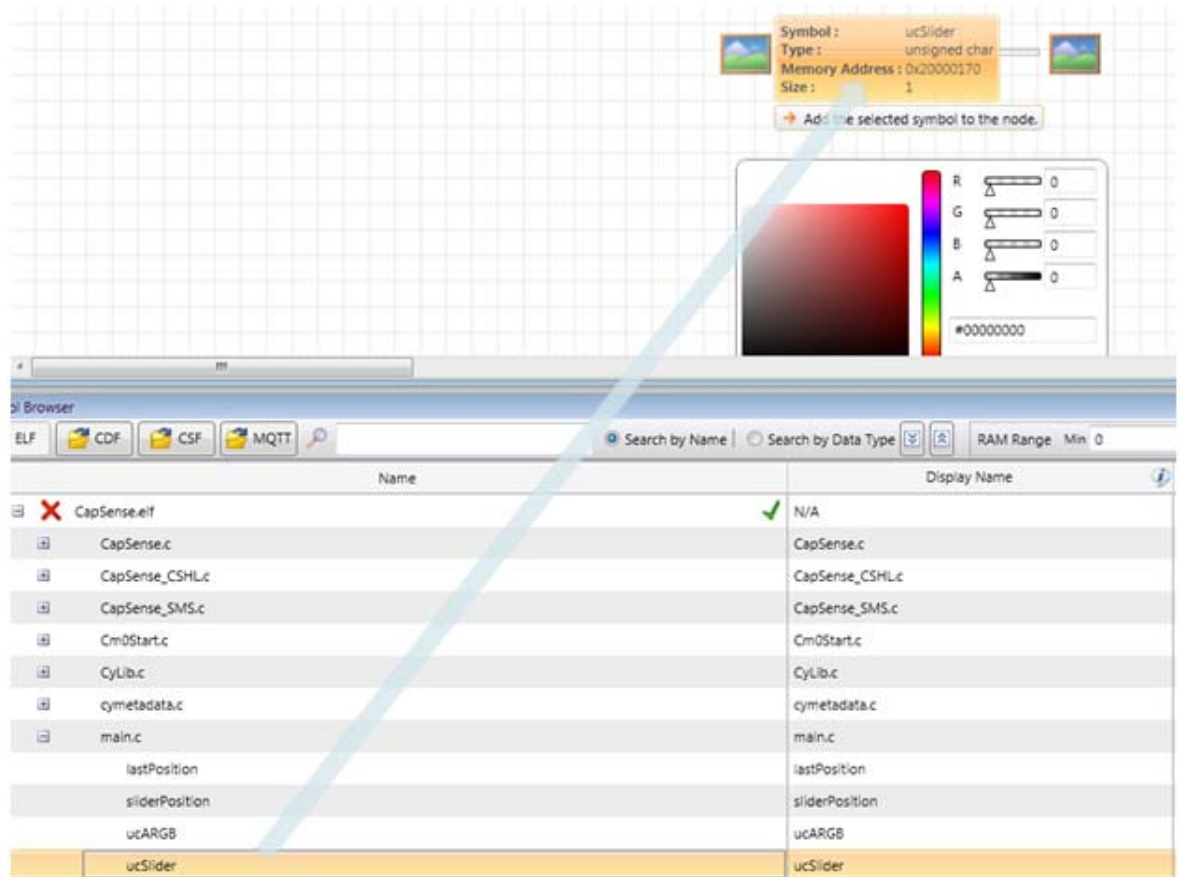 Symbol : ucSlider
Type : unsigned char
Memory Address : 0x20000170
Size : 1
Add the selected symbol to the node.
R 0
G 0
B 0
A 0
#00000000
ol Browser
ELF CDF CSF MQTT Search by Name Search by Data Type RAM Range Min 0
Name Display Name
CapSense.elf N/A
CapSense.c CapSense.c
CapSense_CSHL.c CapSense_CSHL.c
CapSense_SMS.c CapSense_SMS.c
Cm0Start.c Cm0Start.c
CyLib.c CyLib.c
cymetadata.c cymetadata.c
main.c main.c
lastPosition lastPosition
sliderPosition sliderPosition
ucARGB ucARGB
ucSlider ucSlider